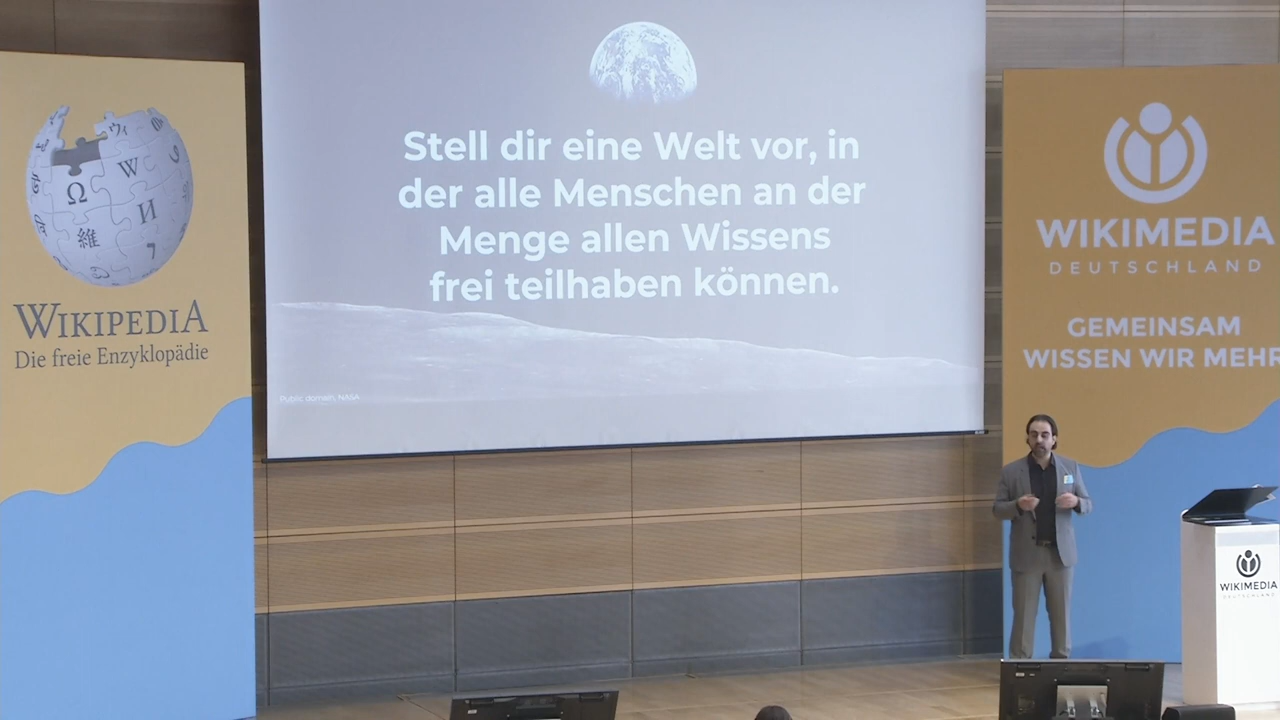 Stell dir eine Welt vor, in
der alle Menschen an der
Menge allen Wissens
frei teilhaben können.
Public domain, NASA
Ω
W
И
維
WIKIPEDIA
Die freie Enzyklopädie
WIKIMEDIA
DEUTSCHLAND
GEMEINSAM
WISSEN WIR MEHR
WIKIMEDIA
DEUTSCHLAND